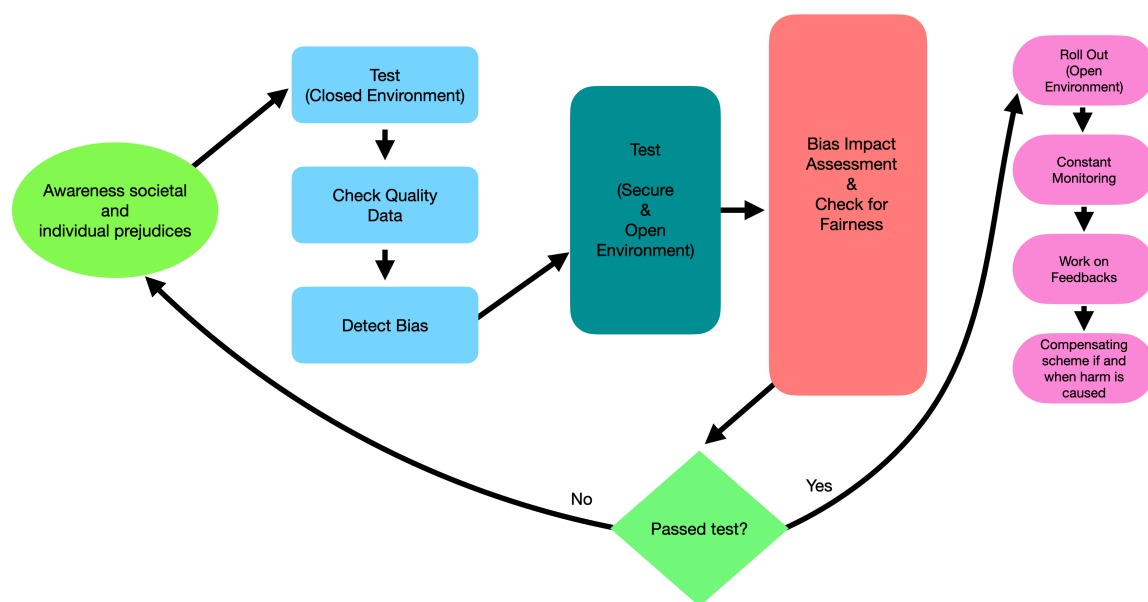 Awareness societal
and
individual prejudices
Test
(Closed Environment)
Check Quality
Data
Detect Bias
Test
(Secure
&
Open
Environment)
Bias Impact
Assessment
&
Check for
Fairness
Passed test?
No
Yes
Roll Out
(Open
Environment)
Constant
Monitoring
Work on
Feedbacks
Compensating
scheme if and
when harm is
caused